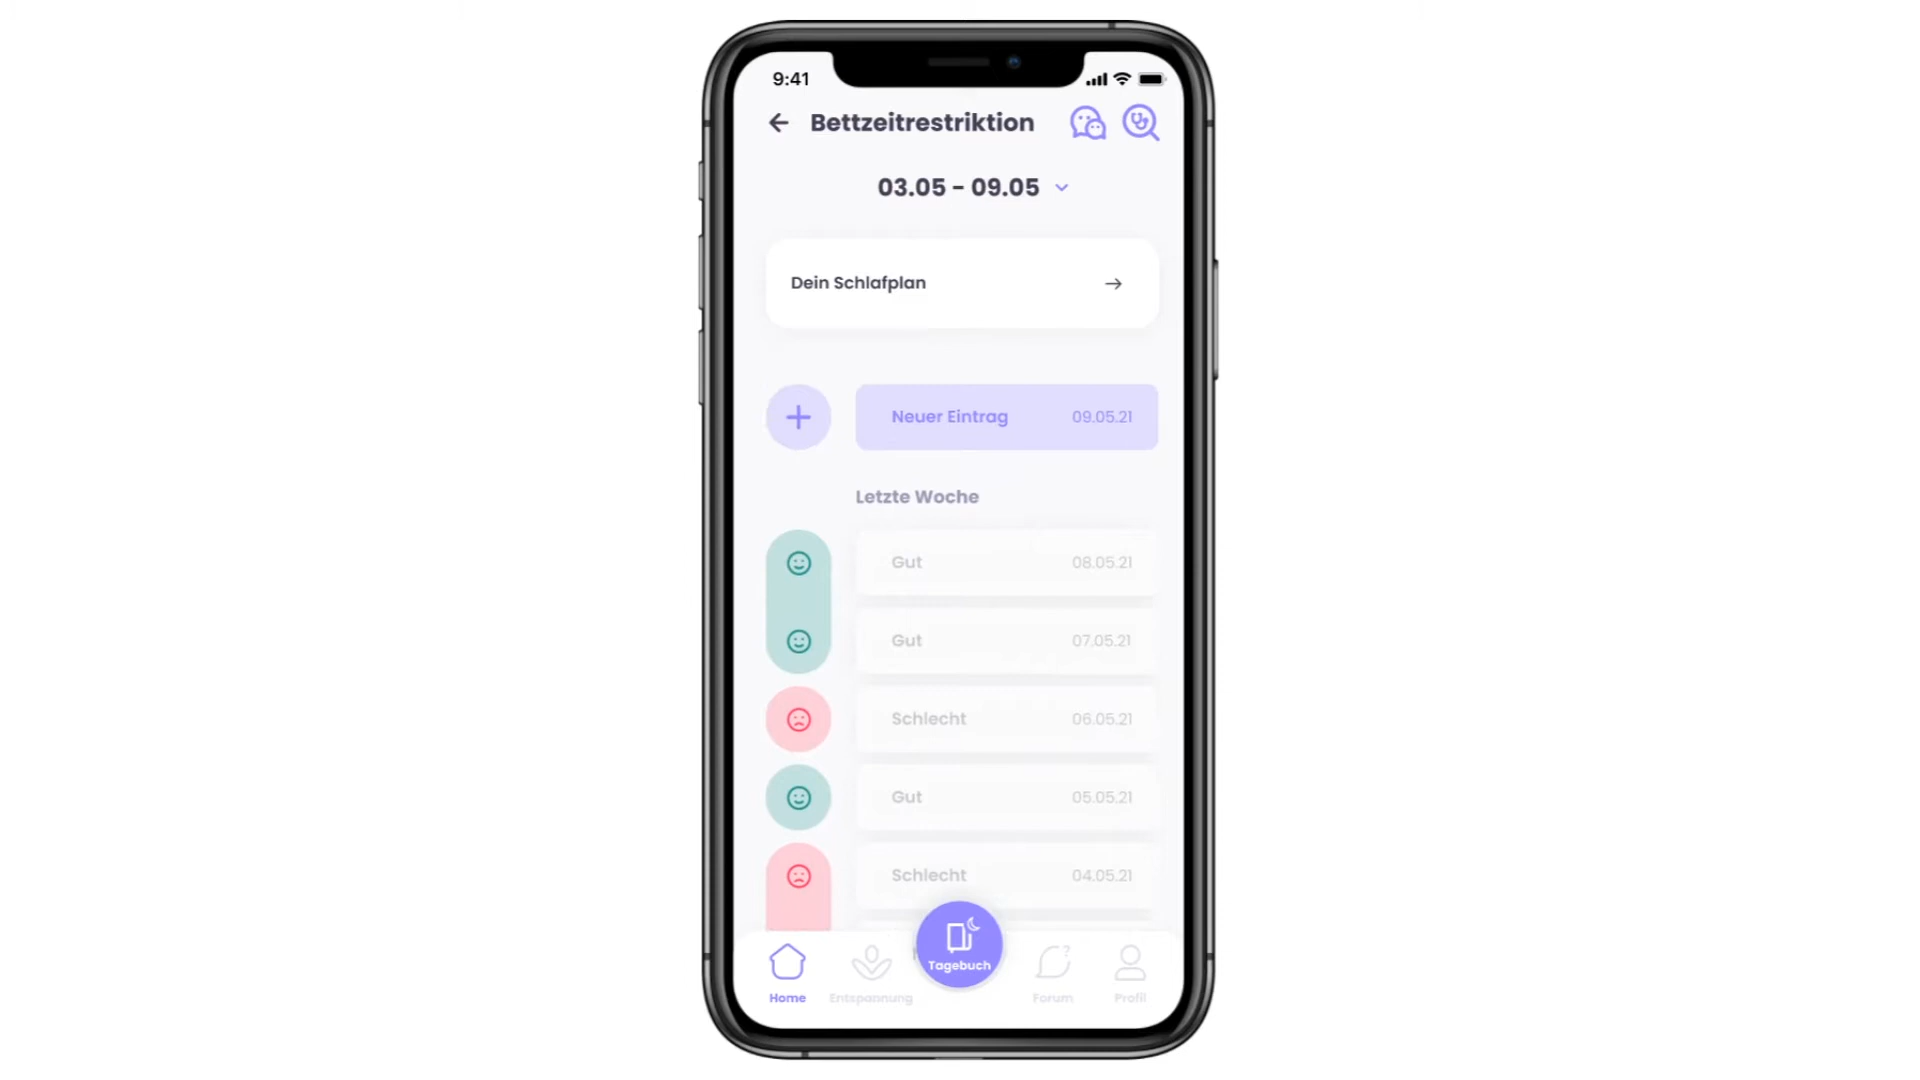 9:41
Bettzeitrestriktion
03.05 - 09.05
Dein Schlafplan
Neuer Eintrag 09.05.21
Letzte Woche
Gut 08.05.21
Gut 07.05.21
Schlecht 06.05.21
Gut 05.05.21
Schlecht 04.05.21
Tagebuch
Home Entspannung Forum Profil